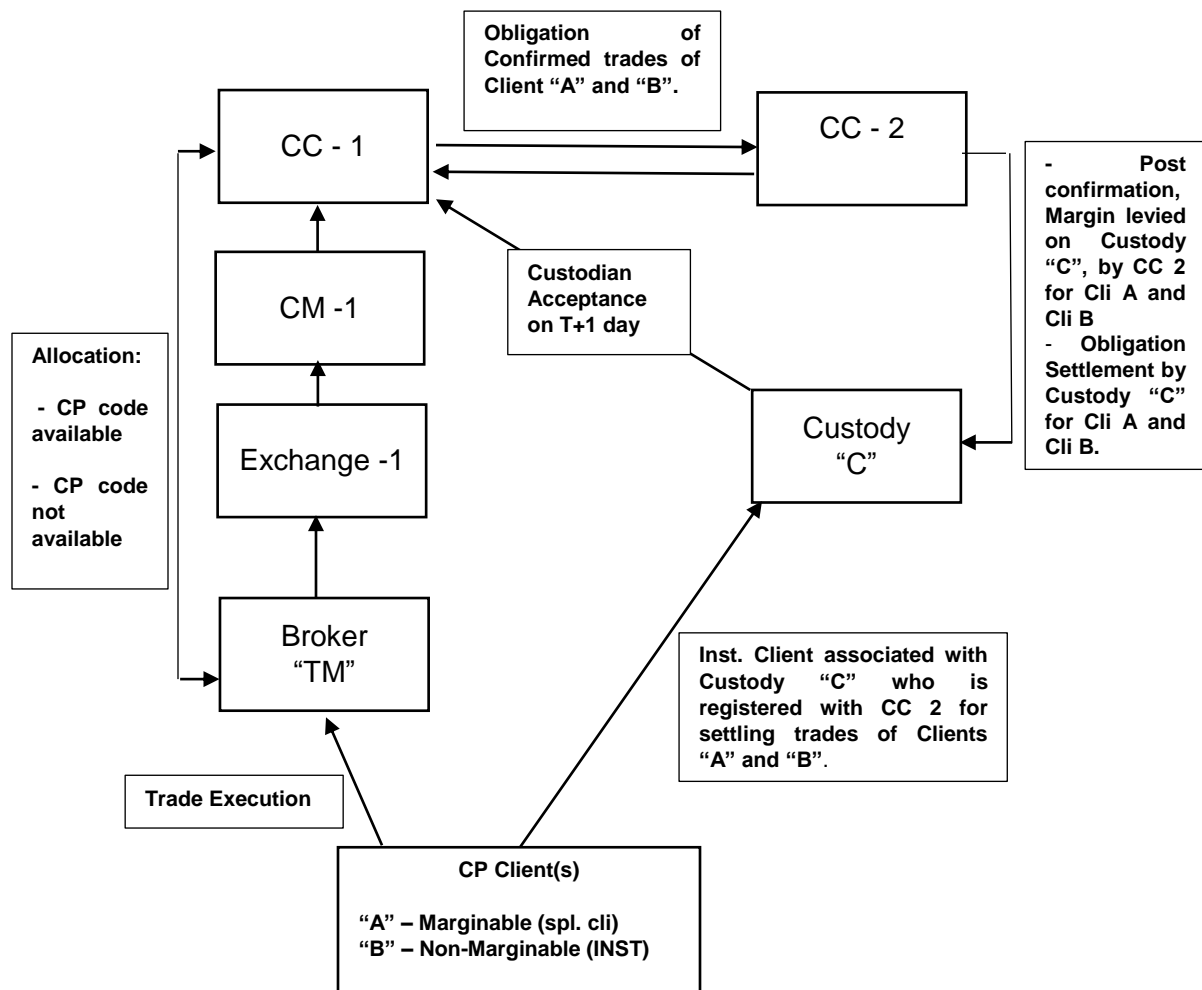 Obligation of
Confirmed trades of
Client “A” and “B”.
CC - 1
CC - 2
- Post
confirmation,
Margin levied
on Custody
“C”, by CC 2
for Cli A and
Cli B
- Obligation
Settlement by
Custody “C”
for Cli A and
Cli B.
Custodian
Acceptance
on T+1 day
CM -1
Allocation:
- CP code
available
- CP code
not
available
Exchange -1
Custody
“C”
Broker
“TM”
Inst. Client associated with
Custody “C” who is
registered with CC 2 for
settling trades of Clients
“A” and “B”.
Trade Execution
CP Client(s)
“A” – Marginable (spl. cli)
“B” – Non-Marginable (INST)